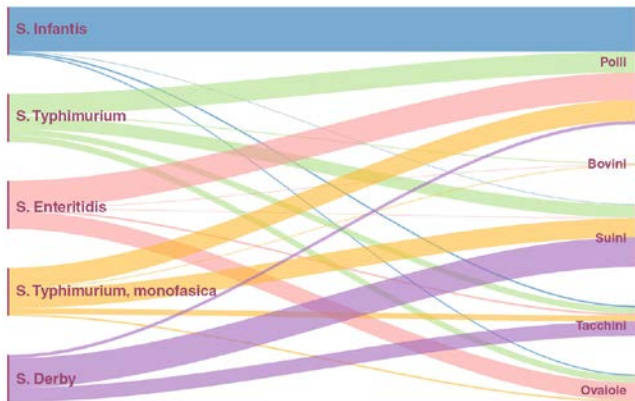 S. Infantis
Polli
S. Typhimurium
Bovini
S. Enteritidis
Suini
S. Typhimurium, monofasica
Tacchini
S. Derby
Ovaiole